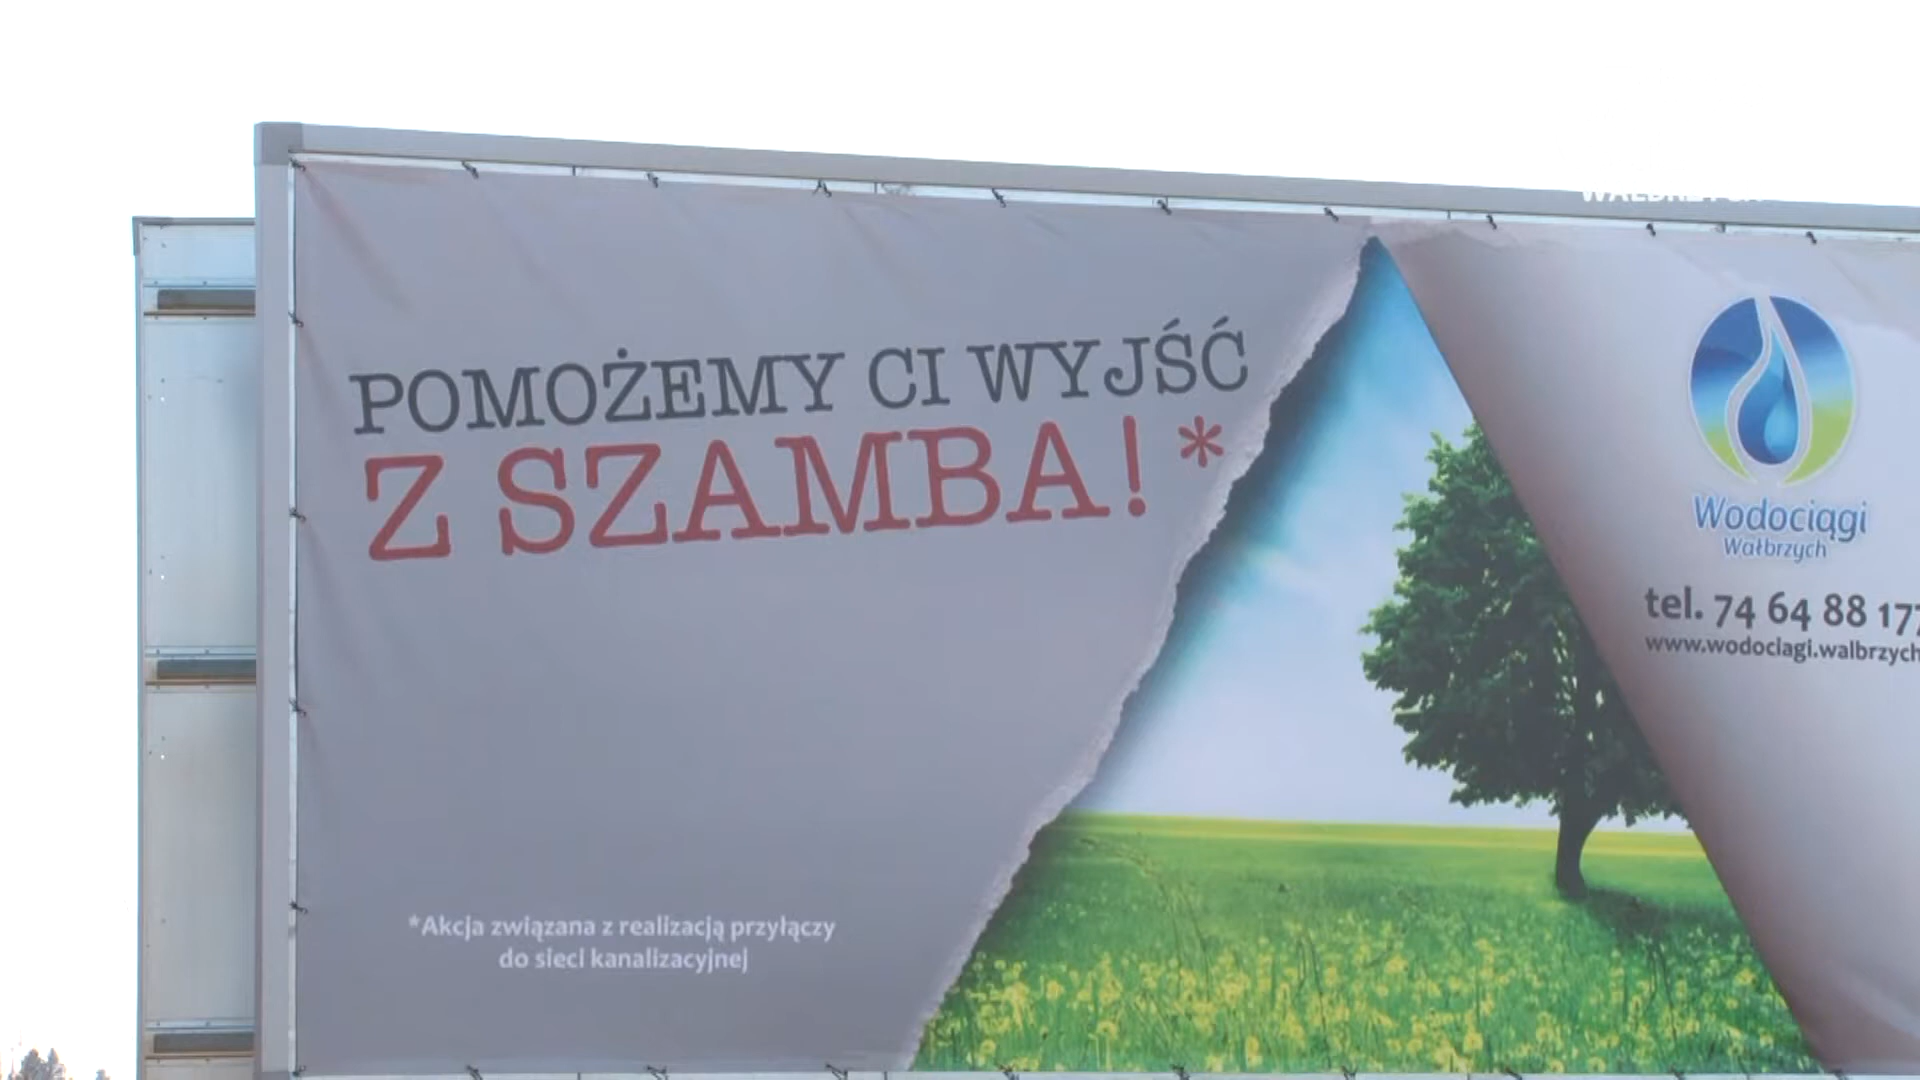 POMOŻEMY CI WYJŚĆ
Z SZAMBA! *
Wodociągi
Wałbrzych
tel. 74 64 88 177
www.wodociagi.walbrzych
*Akcja związana z realizacją przyłączy
do sieci kanalizacyjnej